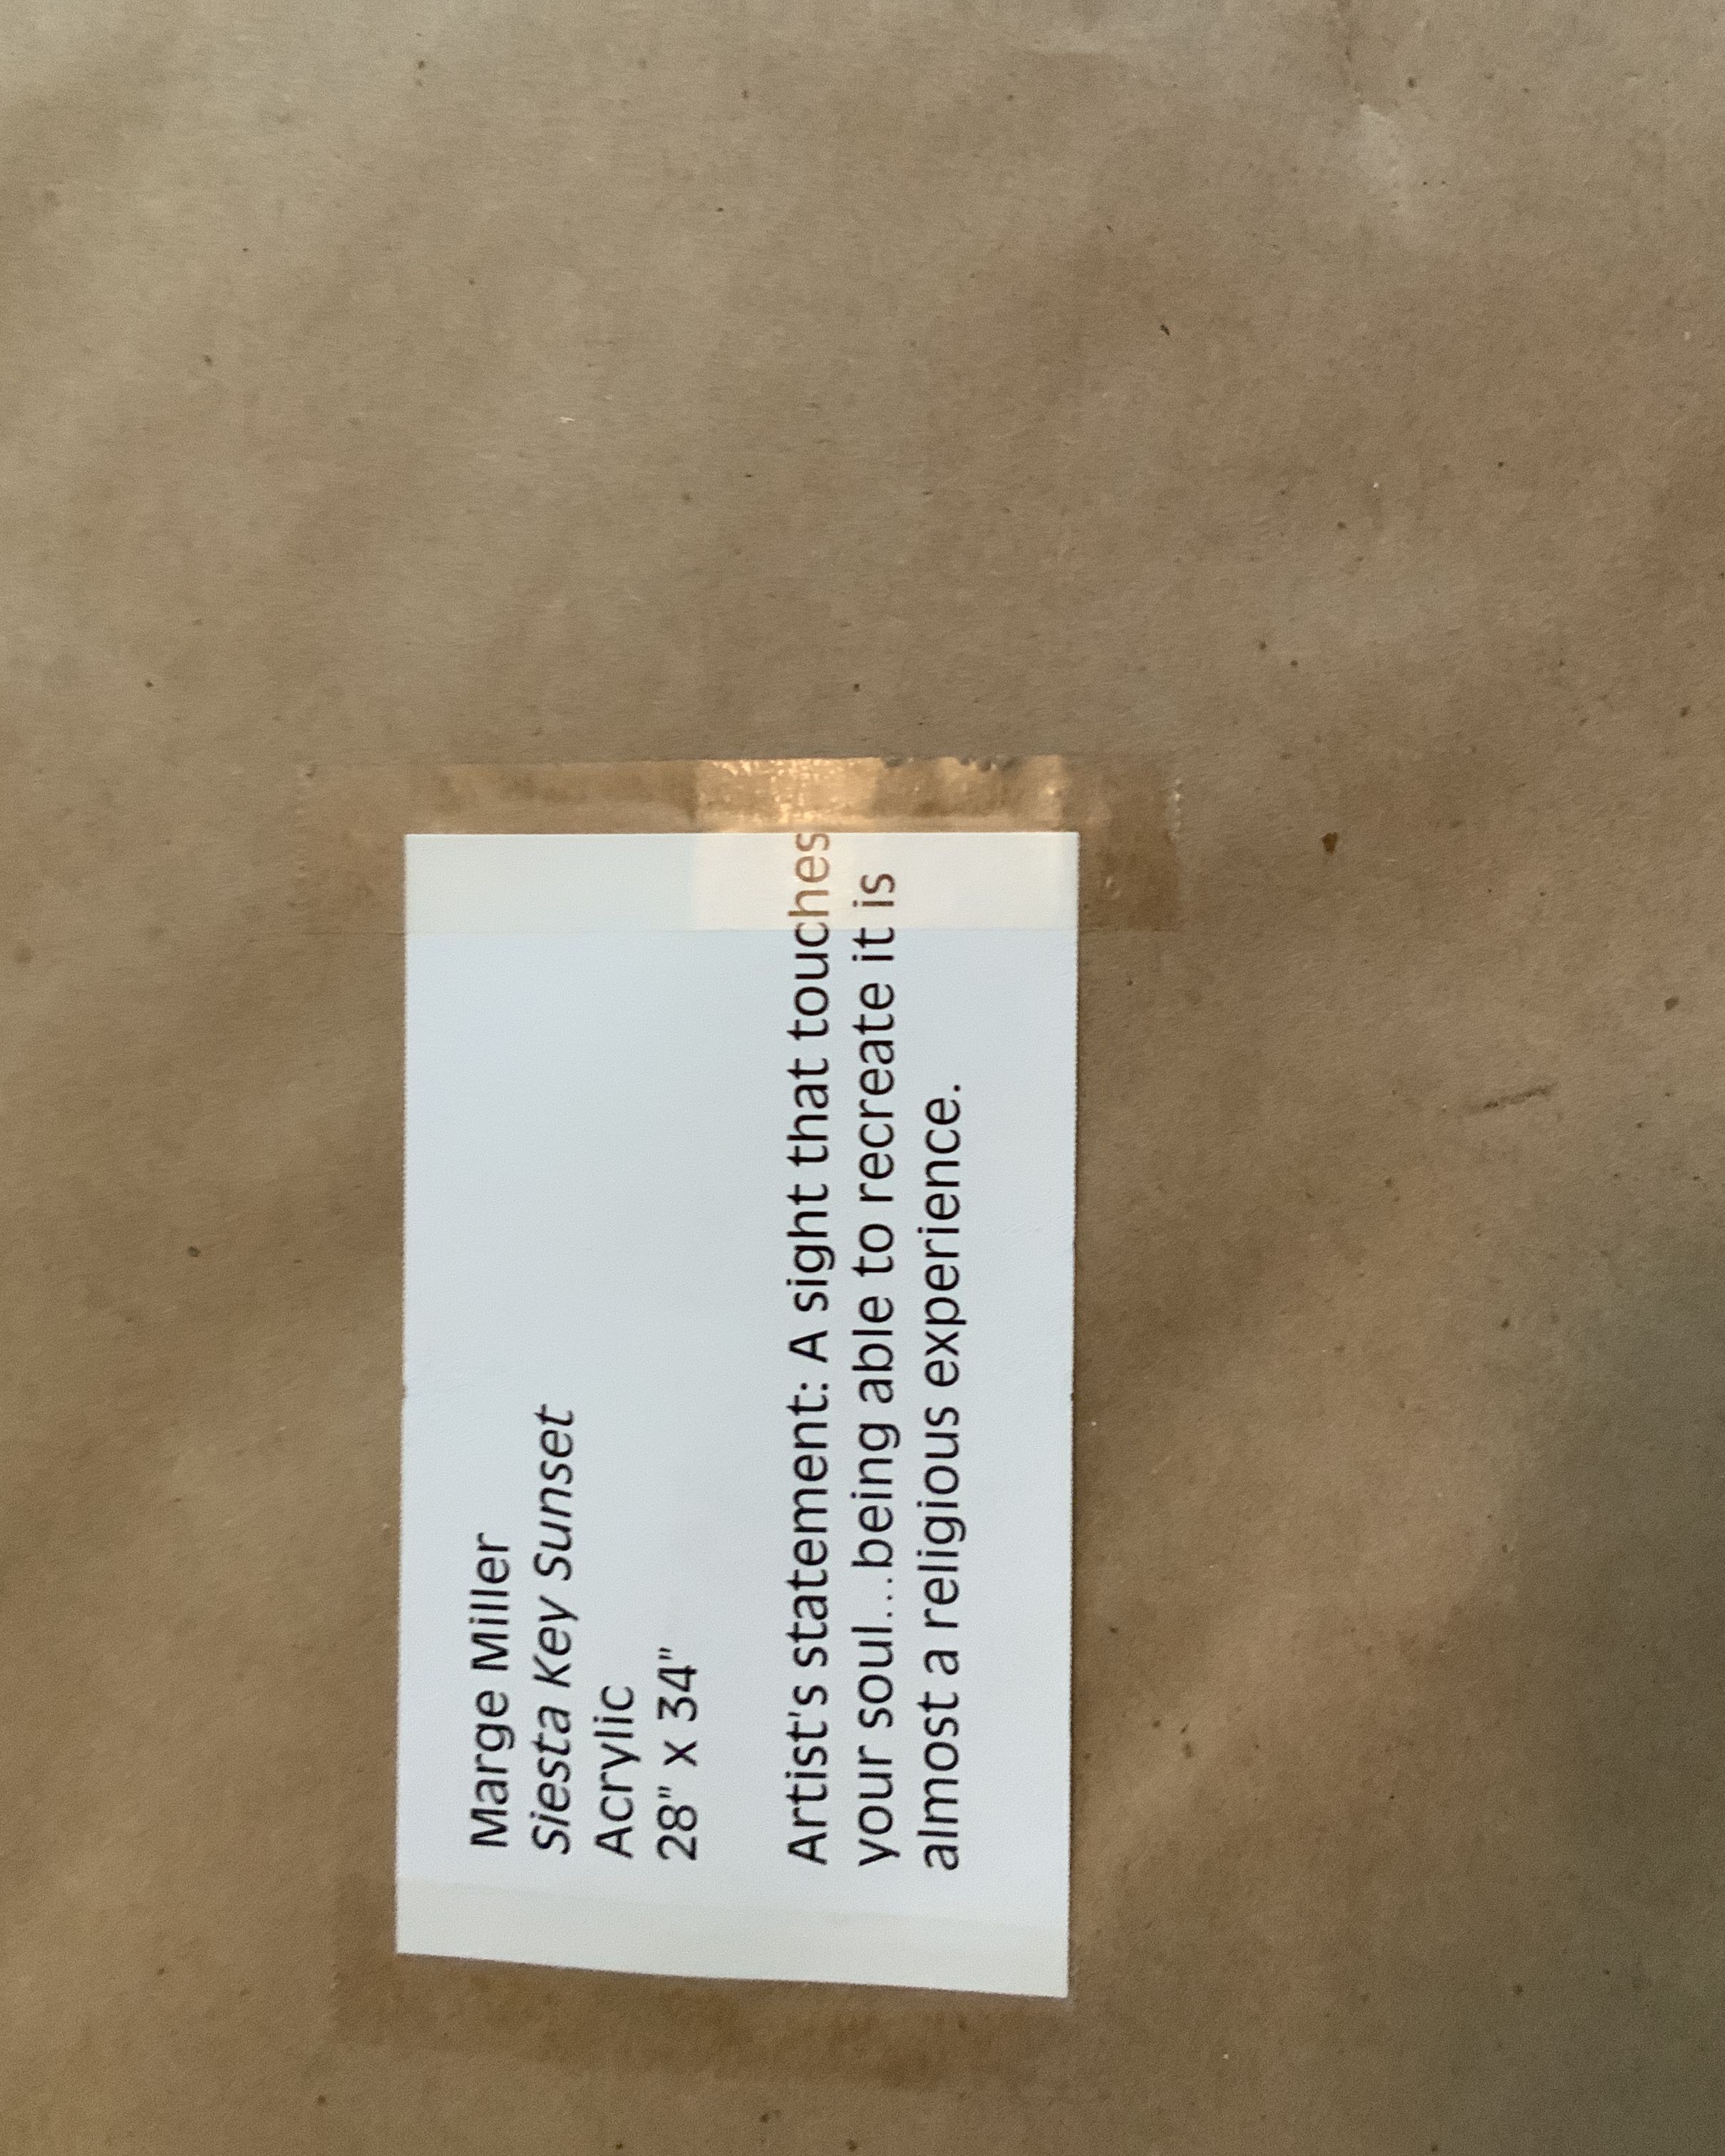 Marge Miller
Siesta Key Sunset
Acrylic
28" x 34"
Artist's statement: A sight that touches
your soul...being able to recreate it is
almost a religious experience.